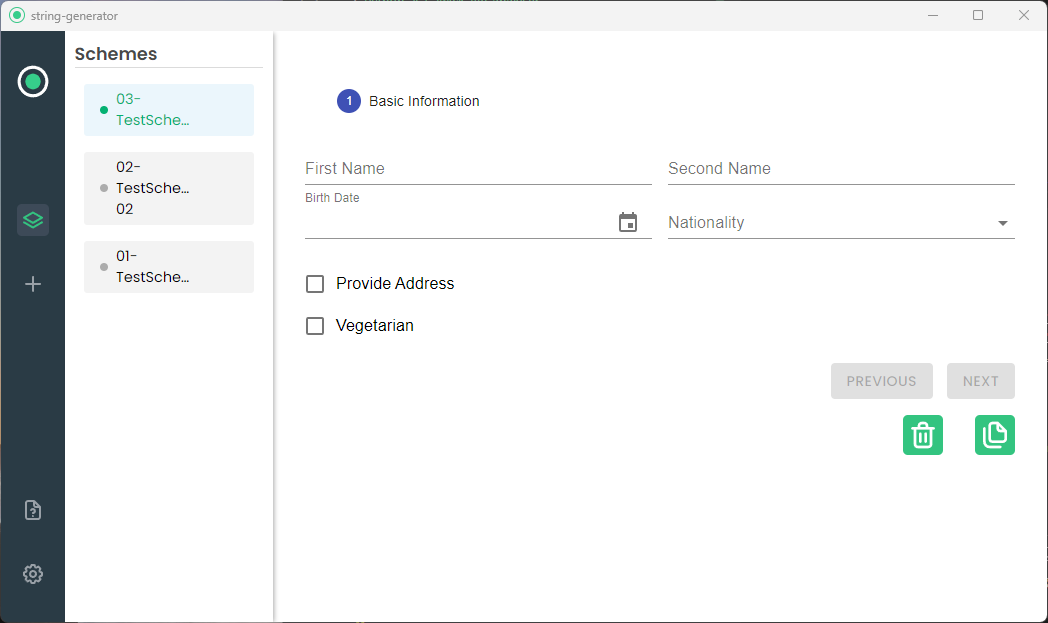 string-generator
Schemes
03-
TestSche...
02-
TestSche...
02
01-
TestSche...
1 Basic Information
First Name
Second Name
Birth Date
Nationality
Provide Address
Vegetarian
PREVIOUS
NEXT